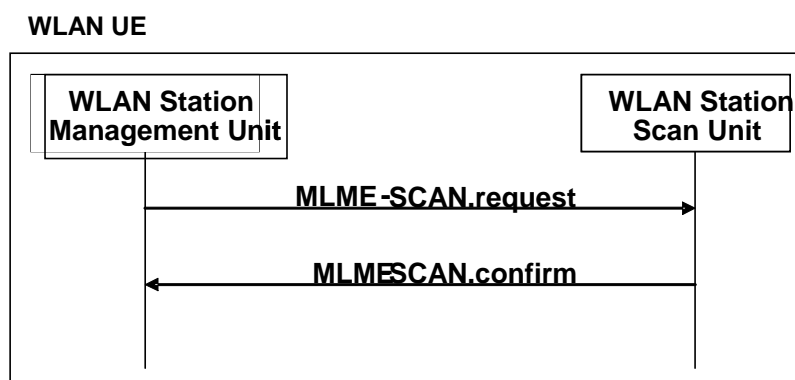 WLAN UE
WLAN Station
Management Unit
WLAN Station
Scan Unit
MLME-SCAN.request
MLMESCAN.confirm